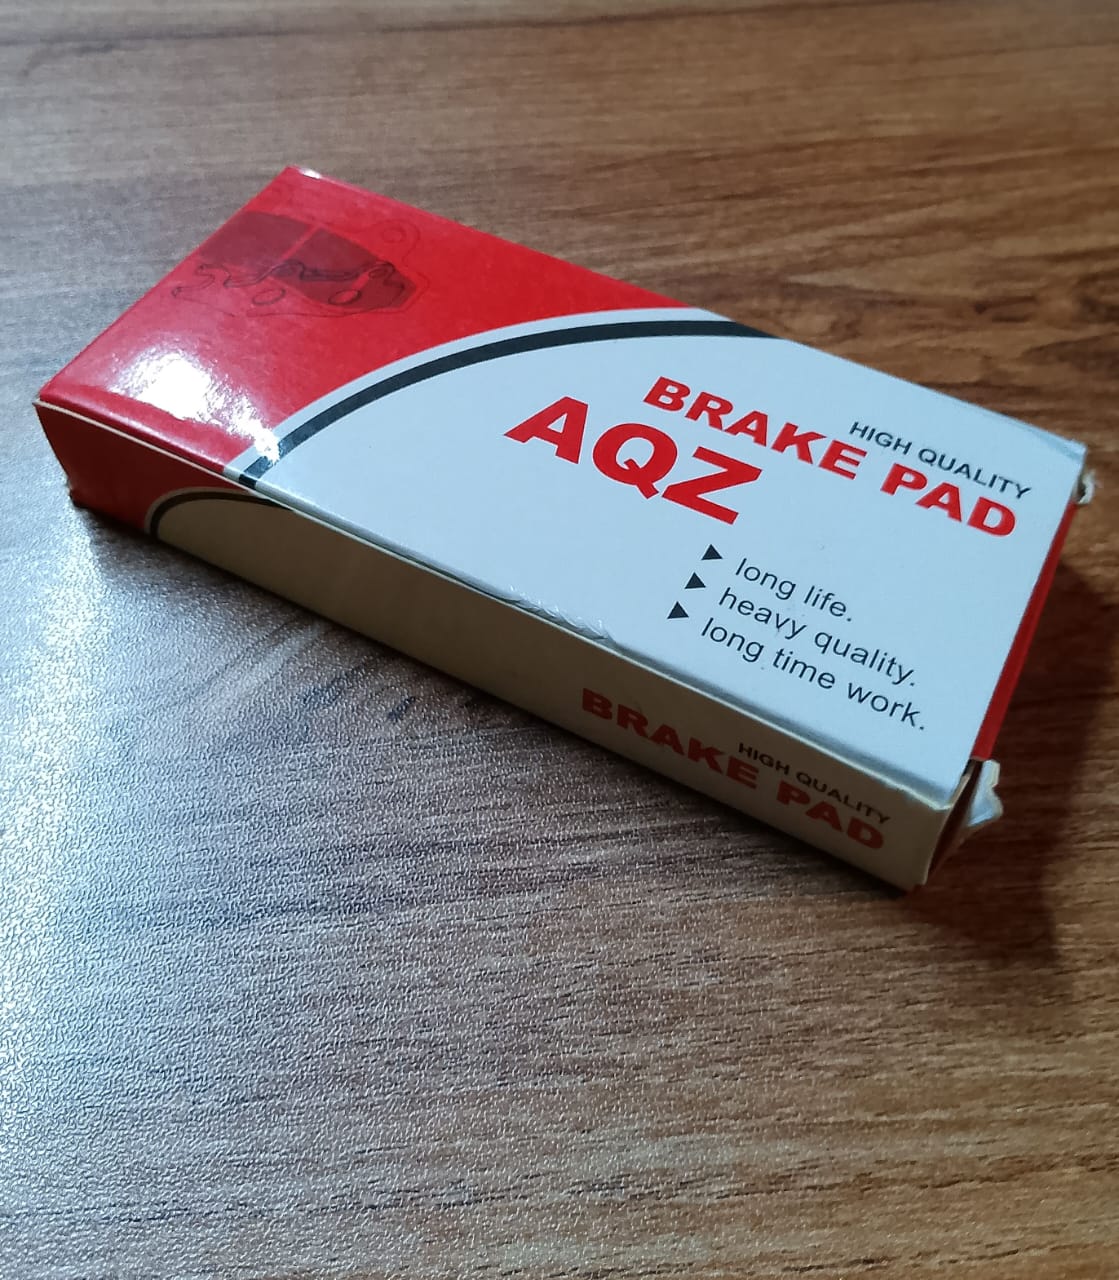 HIGH QUALITY
BRAKE PAD
AQZ
long life.
heavy quality.
long time work.
HIGH QUALITY
BRAKE PAD